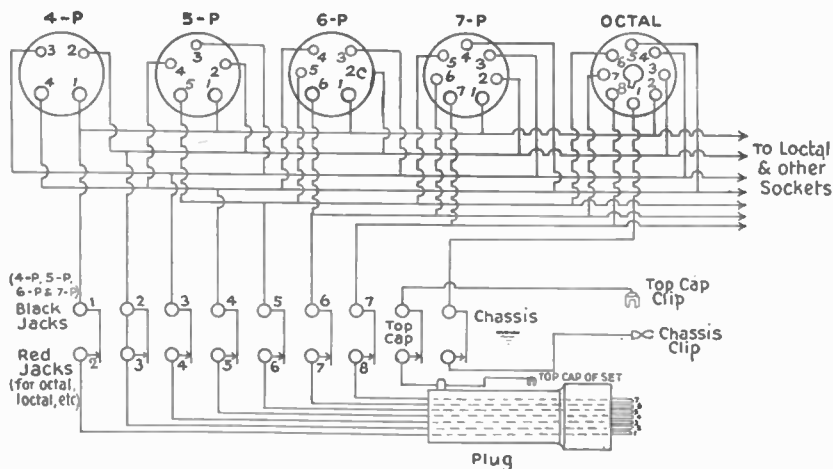 4-P 5-P 6-P 7-P OCTAL
3 2 4 1
3 4 2 5 1
4 3 5 2 6 1
4 5 3 6 2 7 1
5 6 4 7 3 8 2 1
To Loctal
& other
Sockets
(4-P, 5-P,
6-P & 7-P)
Black
Jacks
1 2 3 4 5 6 7
Top
Cap
Chassis
Top Cap
Clip
Red
Jacks
(for octal,
loctal, etc)
2 3 4 5 6 7 8
Chassis
Clip
TOP CAP OF SET
Plug